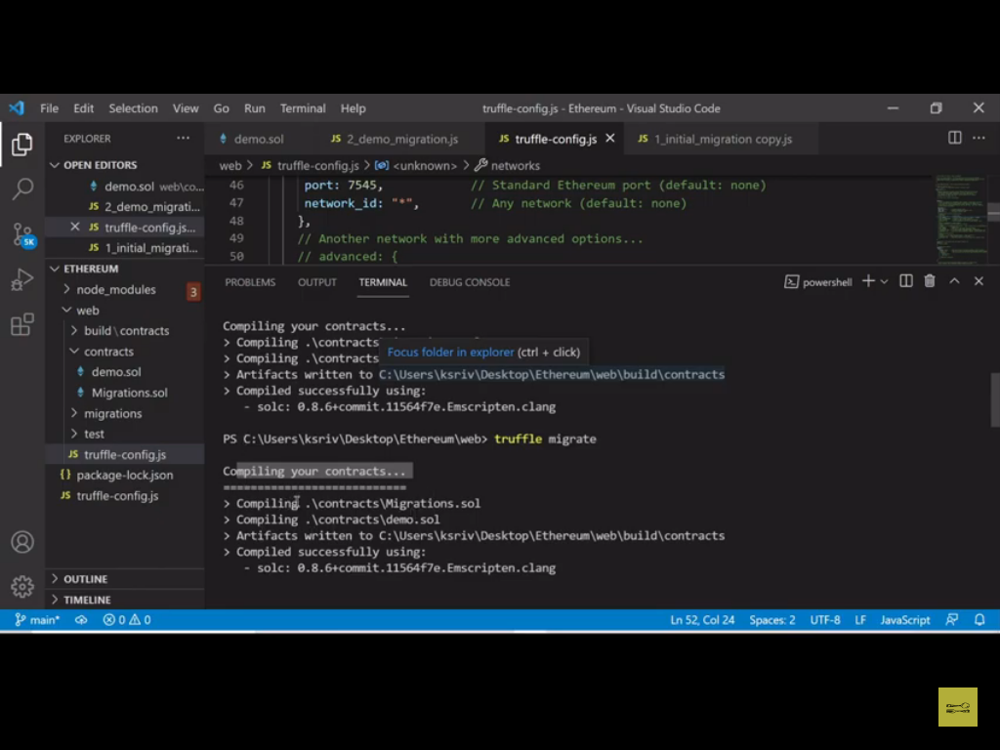 File Edit Selection View Go Run Terminal Help truffle-config.js - Ethereum - Visual Studio Code
EXPLORER
demo.sol 2_demo_migration.js truffle-config.js 1_initial_migration copy.js
OPEN EDITORS
web > truffle-config.js > <unknown> > networks
demo.sol web\co...
JS 2_demo_migrati...
JS truffle-config.js...
JS 1_initial_migrati...
46 port: 7545, // Standard Ethereum port (default: none)
47 network_id: "*", // Any network (default: none)
48 },
49 // Another network with more advanced options...
50 // advanced: {
ETHEREUM
node_modules 3
web
build\contracts
contracts
demo.sol
Migrations.sol
migrations
test
JS truffle-config.js
{} package-lock.json
JS truffle-config.js
OUTLINE
TIMELINE
5K
PROBLEMS OUTPUT TERMINAL DEBUG CONSOLE powershell
Compiling your contracts...
> Compiling .\contracts
> Compiling .\contracts
Focus folder in explorer (ctrl + click)
> Artifacts written to C:\Users\ksriv\Desktop\Ethereum\web\build\contracts
> Compiled successfully using:
- solc: 0.8.6+commit.11564f7e.Emscripten.clang
PS C:\Users\ksriv\Desktop\Ethereum\web> truffle migrate
Compiling your contracts...
===========================
> Compiling .\contracts\Migrations.sol
> Compiling .\contracts\demo.sol
> Artifacts written to C:\Users\ksriv\Desktop\Ethereum\web\build\contracts
> Compiled successfully using:
- solc: 0.8.6+commit.11564f7e.Emscripten.clang
main* 0 0 Ln 52, Col 24 Spaces: 2 UTF-8 LF JavaScript